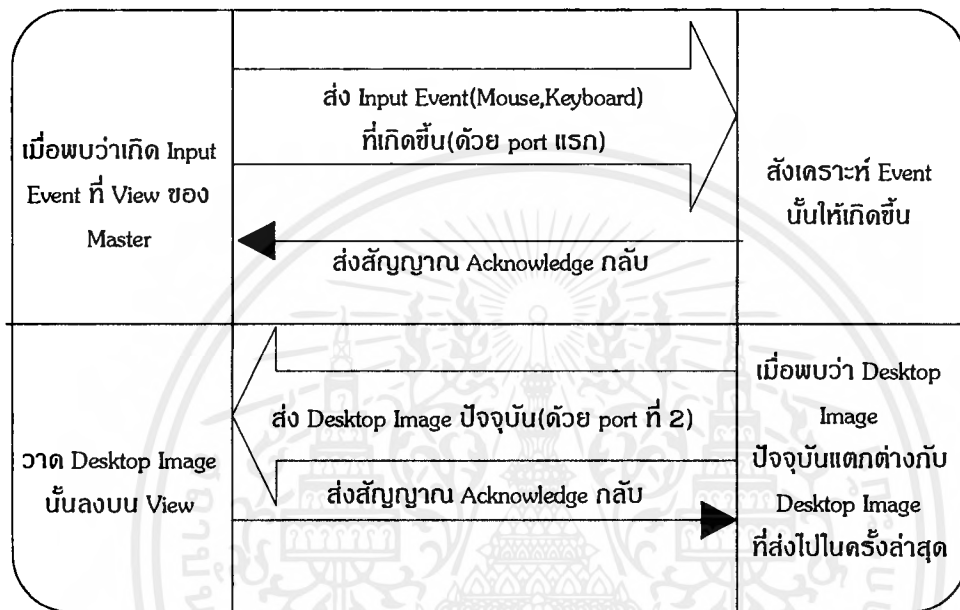 เมื่อพบว่าเกิด Input
Event ที่ View ของ
Master
ส่ง Input Event(Mouse,Keyboard)
ที่เกิดขึ้น(ด้วย port แรก)
ส่งสัญญาณ Acknowledge กลับ
สังเคราะห์ Event
นั้นให้เกิดขึ้น
วาด Desktop Image
นั้นลงบน View
ส่ง Desktop Image ปัจจุบัน(ด้วย port ที่ 2)
ส่งสัญญาณ Acknowledge กลับ
เมื่อพบว่า Desktop
Image
ปัจจุบันแตกต่างกับ
Desktop Image
ที่ส่งไปในครั้งล่าสุด